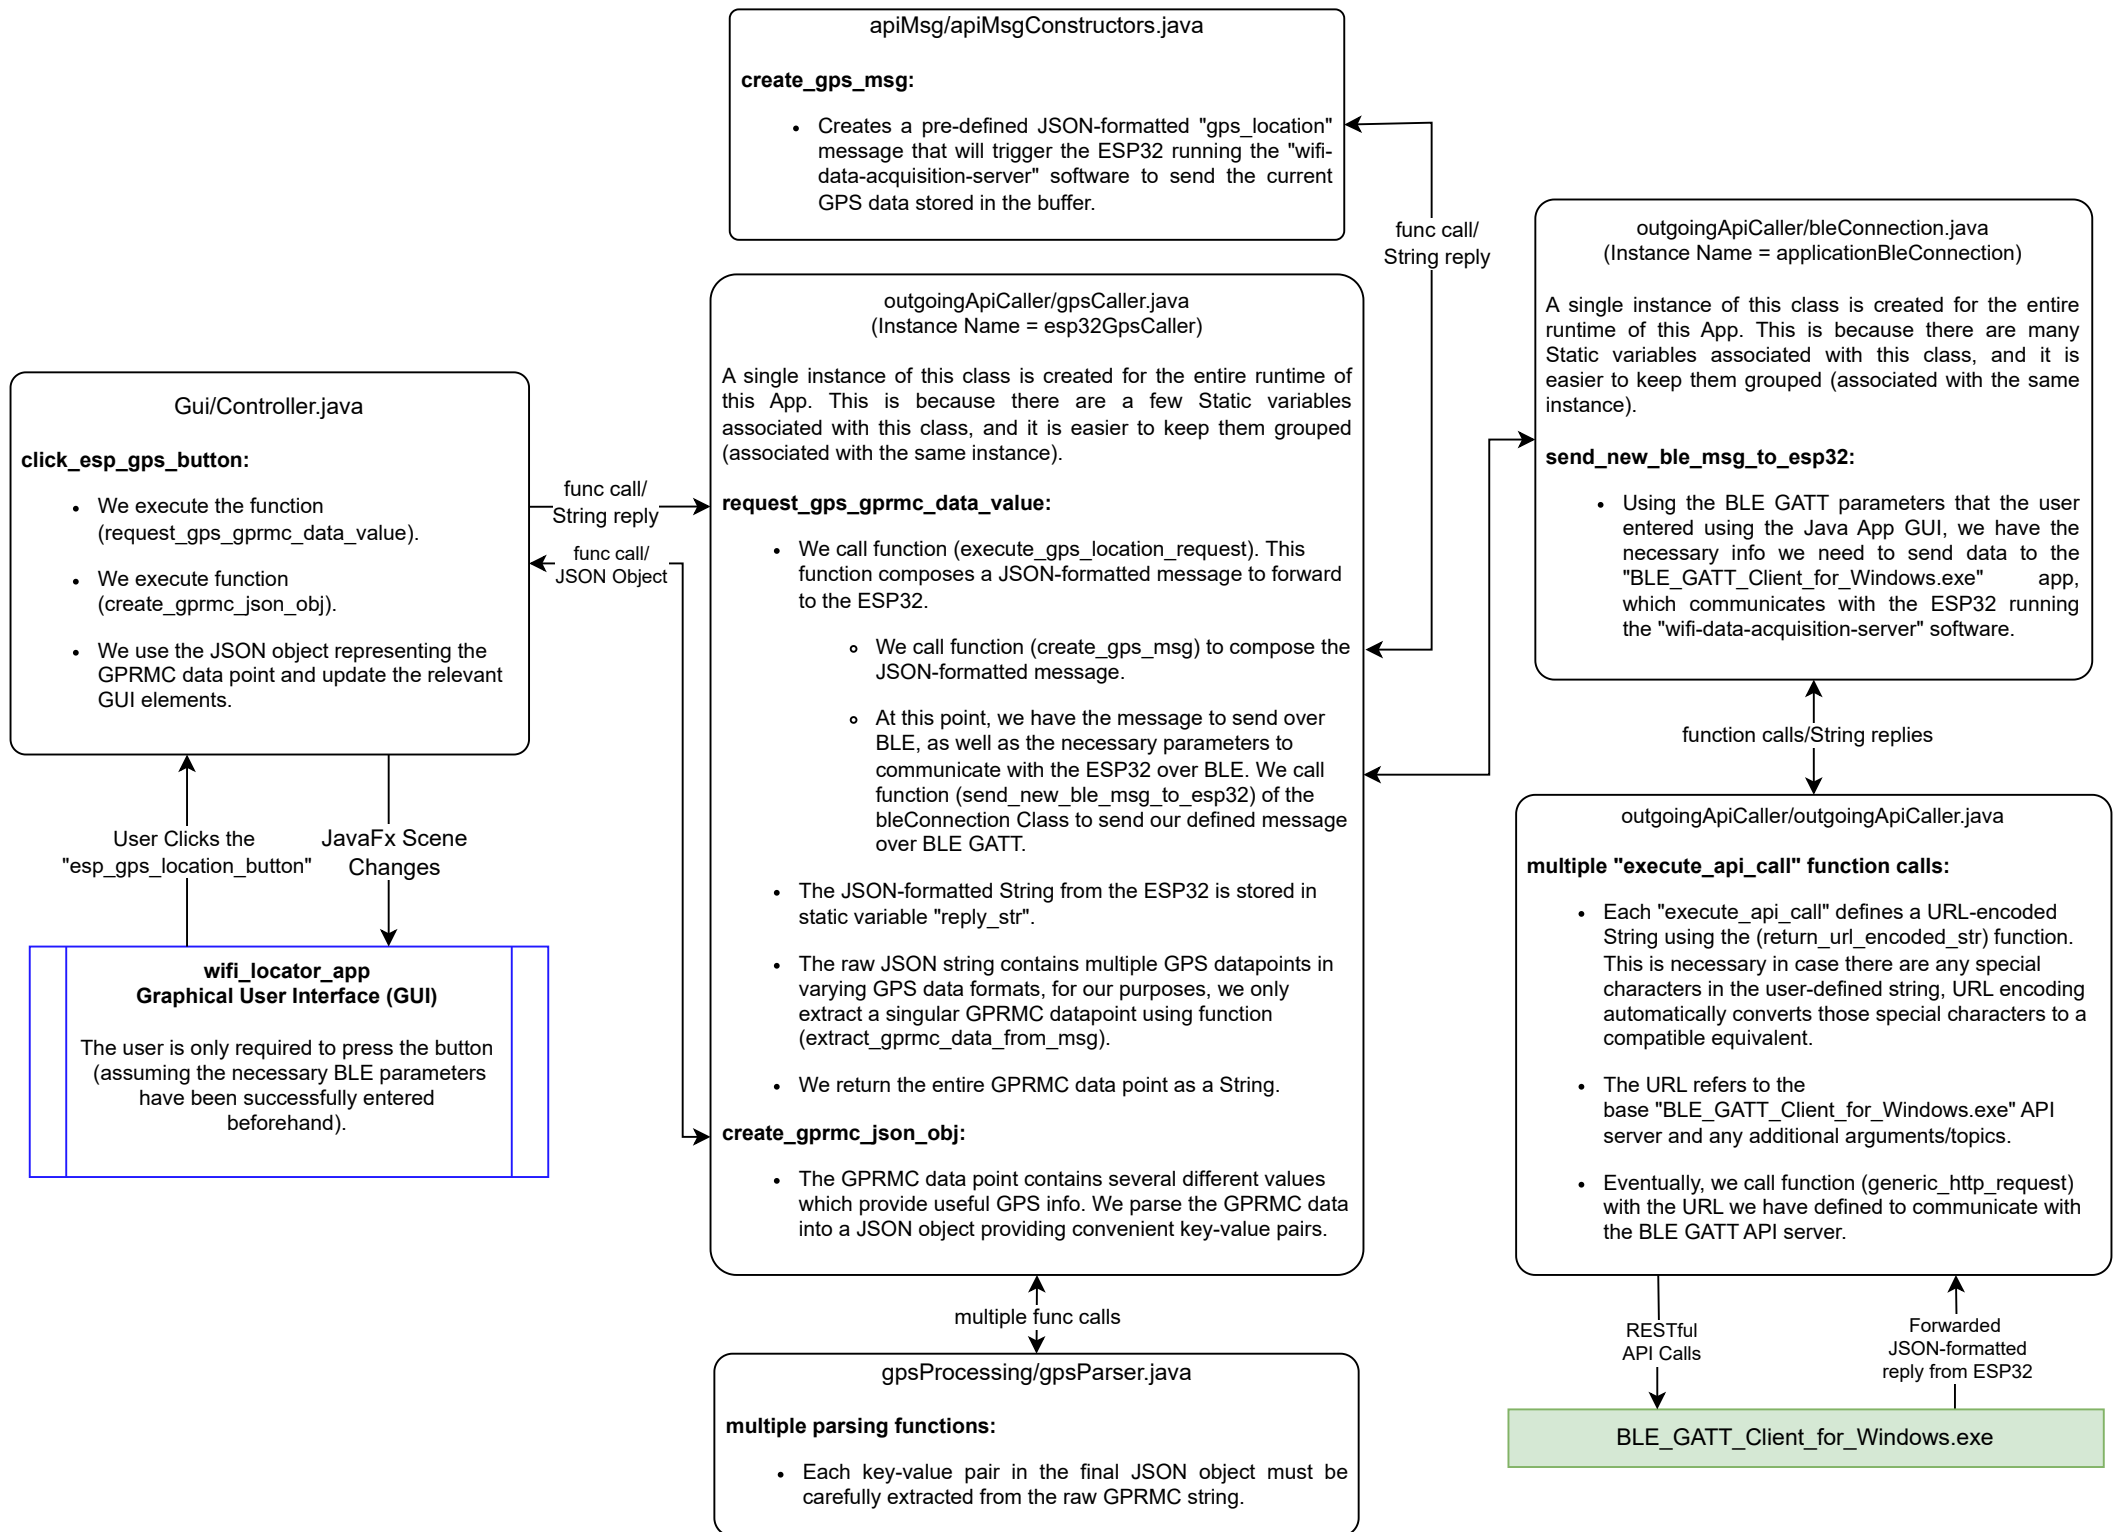 apiMsg/apiMsgConstructors.java
create_gps_msg:
• Creates a pre-defined JSON-formatted "gps_location"
message that will trigger the ESP32 running the "wifi-
data-acquisition-server" software to send the current
GPS data stored in the buffer.
func call/
String reply
outgoingApiCaller/bleConnection.java
(Instance Name = applicationBleConnection)
A single instance of this class is created for the entire
runtime of this App. This is because there are many
Static variables associated with this class, and it is
easier to keep them grouped (associated with the same
instance).
send_new_ble_msg_to_esp32:
• Using the BLE GATT parameters that the user
entered using the Java App GUI, we have the
necessary info we need to send data to the
"BLE_GATT_Client_for_Windows.exe" app,
which communicates with the ESP32 running
the "wifi-data-acquisition-server" software.
outgoingApiCaller/gpsCaller.java
(Instance Name = esp32GpsCaller)
A single instance of this class is created for the entire runtime of
this App. This is because there are a few Static variables
associated with this class, and it is easier to keep them grouped
(associated with the same instance).
request_gps_gprmc_data_value:
• We call function (execute_gps_location_request). This
function composes a JSON-formatted message to forward
to the ESP32.
∘ We call function (create_gps_msg) to compose the
JSON-formatted message.
∘ At this point, we have the message to send over
BLE, as well as the necessary parameters to
communicate with the ESP32 over BLE. We call
function (send_new_ble_msg_to_esp32) of the
bleConnection Class to send our defined message
over BLE GATT.
• The JSON-formatted String from the ESP32 is stored in
static variable "reply_str".
• The raw JSON string contains multiple GPS datapoints in
varying GPS data formats, for our purposes, we only
extract a singular GPRMC datapoint using function
(extract_gprmc_data_from_msg).
• We return the entire GPRMC data point as a String.
create_gprmc_json_obj:
• The GPRMC data point contains several different values
which provide useful GPS info. We parse the GPRMC data
into a JSON object providing convenient key-value pairs.
Gui/Controller.java
click_esp_gps_button:
• We execute the function
(request_gps_gprmc_data_value).
• We execute function
(create_gprmc_json_obj).
• We use the JSON object representing the
GPRMC data point and update the relevant
GUI elements.
func call/
String reply
func call/
JSON Object
User Clicks the
"esp_gps_location_button"
JavaFx Scene
Changes
wifi_locator_app
Graphical User Interface (GUI)
The user is only required to press the button
(assuming the necessary BLE parameters
have been successfully entered
beforehand).
function calls/String replies
outgoingApiCaller/outgoingApiCaller.java
multiple "execute_api_call" function calls:
• Each "execute_api_call" defines a URL-encoded
String using the (return_url_encoded_str) function.
This is necessary in case there are any special
characters in the user-defined string, URL encoding
automatically converts those special characters to a
compatible equivalent.
• The URL refers to the
base "BLE_GATT_Client_for_Windows.exe" API
server and any additional arguments/topics.
• Eventually, we call function (generic_http_request)
with the URL we have defined to communicate with
the BLE GATT API server.
multiple func calls
gpsProcessing/gpsParser.java
multiple parsing functions:
• Each key-value pair in the final JSON object must be
carefully extracted from the raw GPRMC string.
RESTful
API Calls
Forwarded
JSON-formatted
reply from ESP32
BLE_GATT_Client_for_Windows.exe